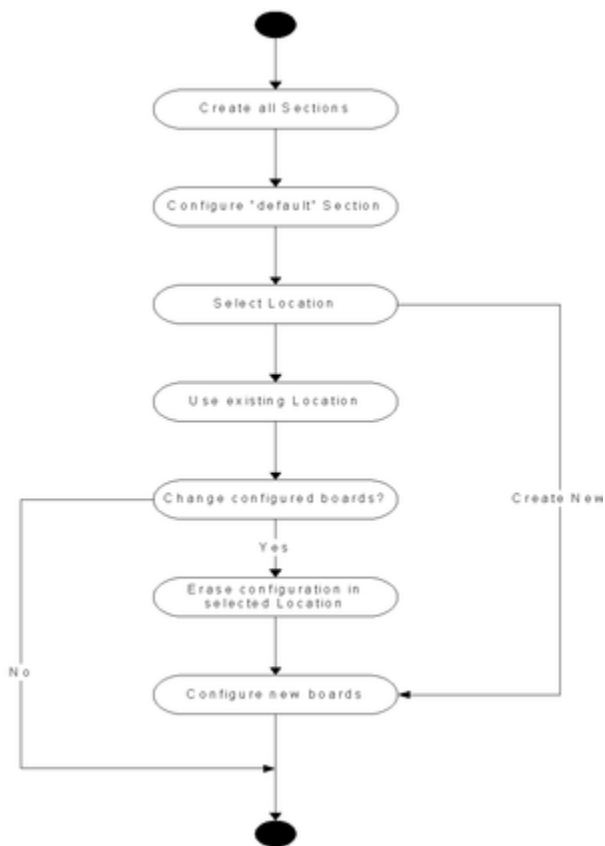 Create all Sections
Configure "default" Section
Select Location
Use existing Location
Change configured boards?
Create New
Yes
Erase configuration in
selected Location
No
Configure new boards